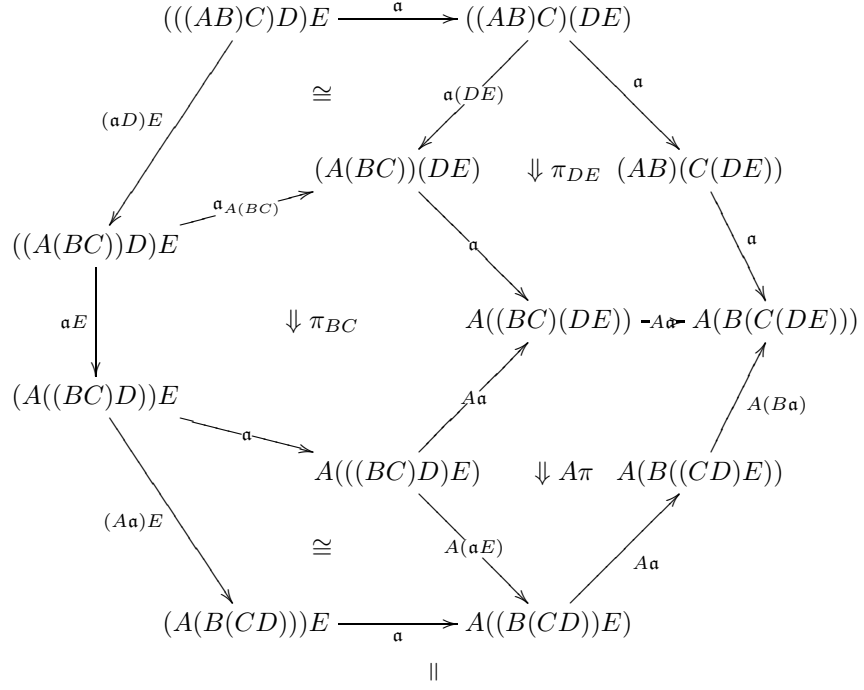 (((AB)C)D)E 𝔞 ((AB)C)(DE)
≅ 𝔞(DE) 𝔞
(𝔞D)E
(A(BC))(DE) ⇓ π_{DE} (AB)(C(DE))
𝔞_{A(BC)}
((A(BC))D)E 𝔞 𝔞
𝔞E ⇓ π_{BC} A((BC)(DE)) A𝔞 A(B(C(DE)))
(A((BC)D))E A𝔞 A(B𝔞)
𝔞
A(((BC)D)E) ⇓ Aπ A(B((CD)E))
(A𝔞)E
≅ A(𝔞E) A𝔞
(A(B(CD)))E 𝔞 A((B(CD))E)
||